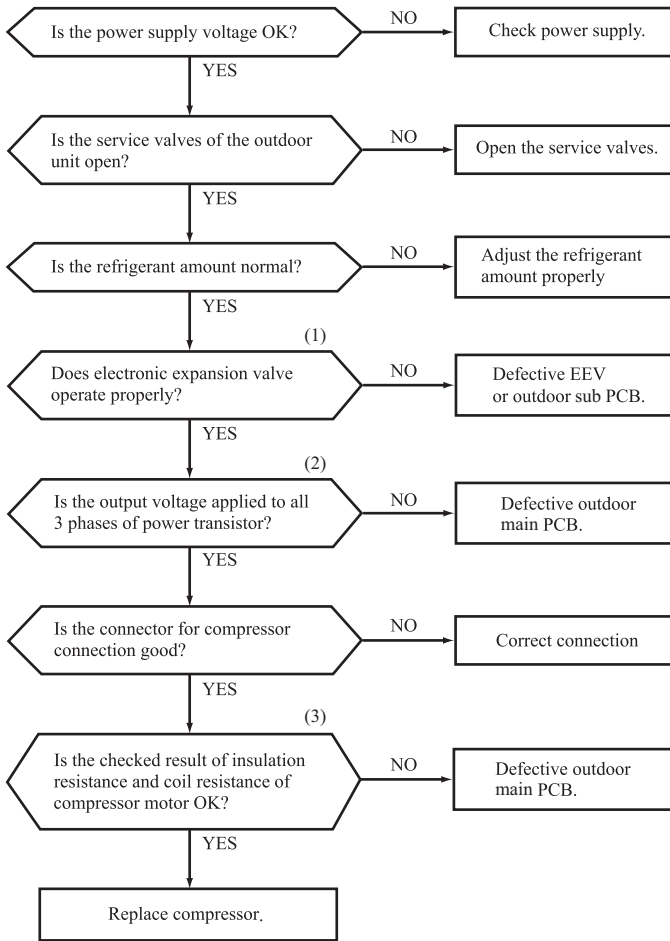 Is the power supply voltage OK?
NO
Check power supply.
YES
Is the service valves of the outdoor
unit open?
NO
Open the service valves.
YES
Is the refrigerant amount normal?
NO
Adjust the refrigerant
amount properly
YES
(1)
Does electronic expansion valve
operate properly?
NO
Defective EEV
or outdoor sub PCB.
YES
(2)
Is the output voltage applied to all
3 phases of power transistor?
NO
Defective outdoor
main PCB.
YES
Is the connector for compressor
connection good?
NO
Correct connection
YES
(3)
Is the checked result of insulation
resistance and coil resistance of
compressor motor OK?
NO
Defective outdoor
main PCB.
YES
Replace compressor.